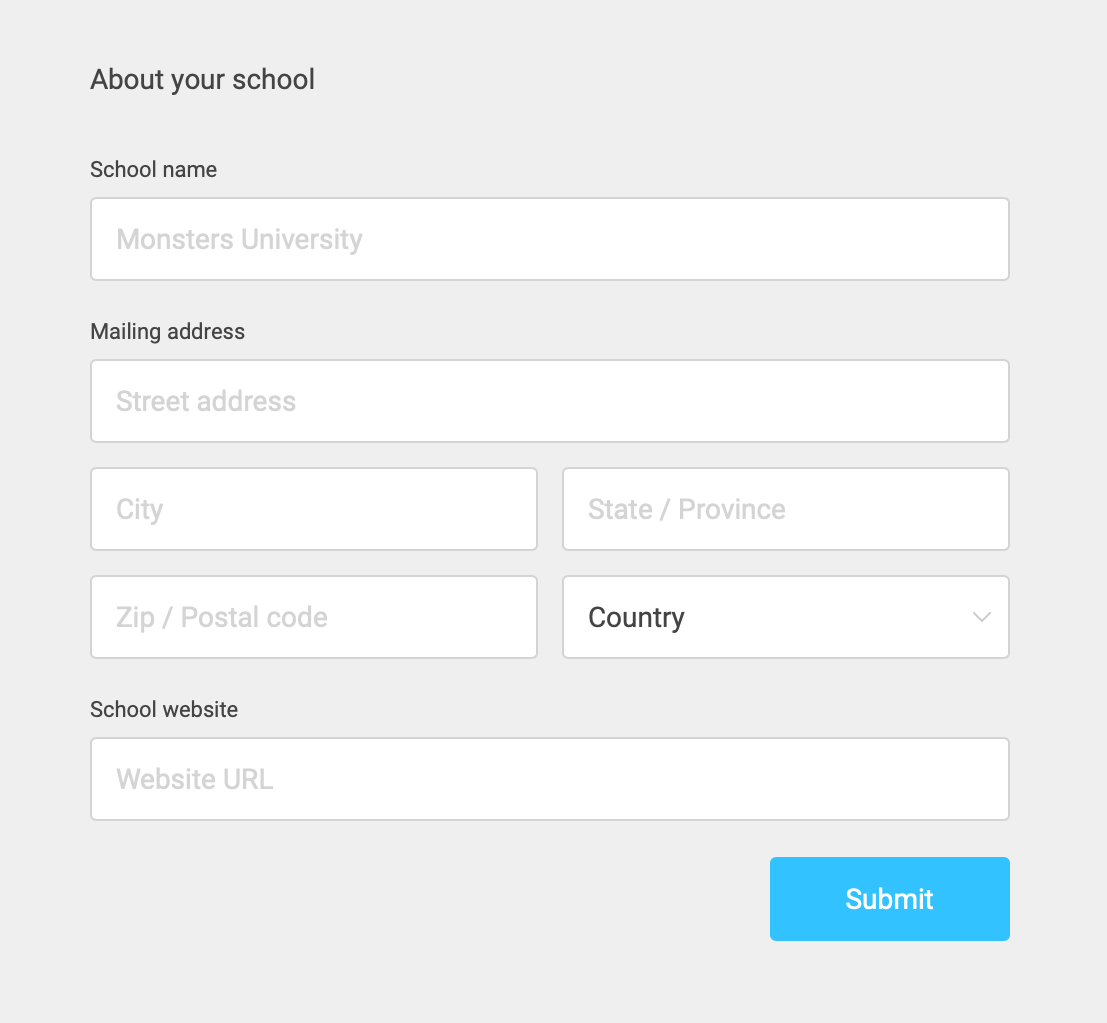 About your school
School name
Monsters University
Mailing address
Street address
City
State / Province
Zip / Postal code
Country
School website
Website URL
Submit